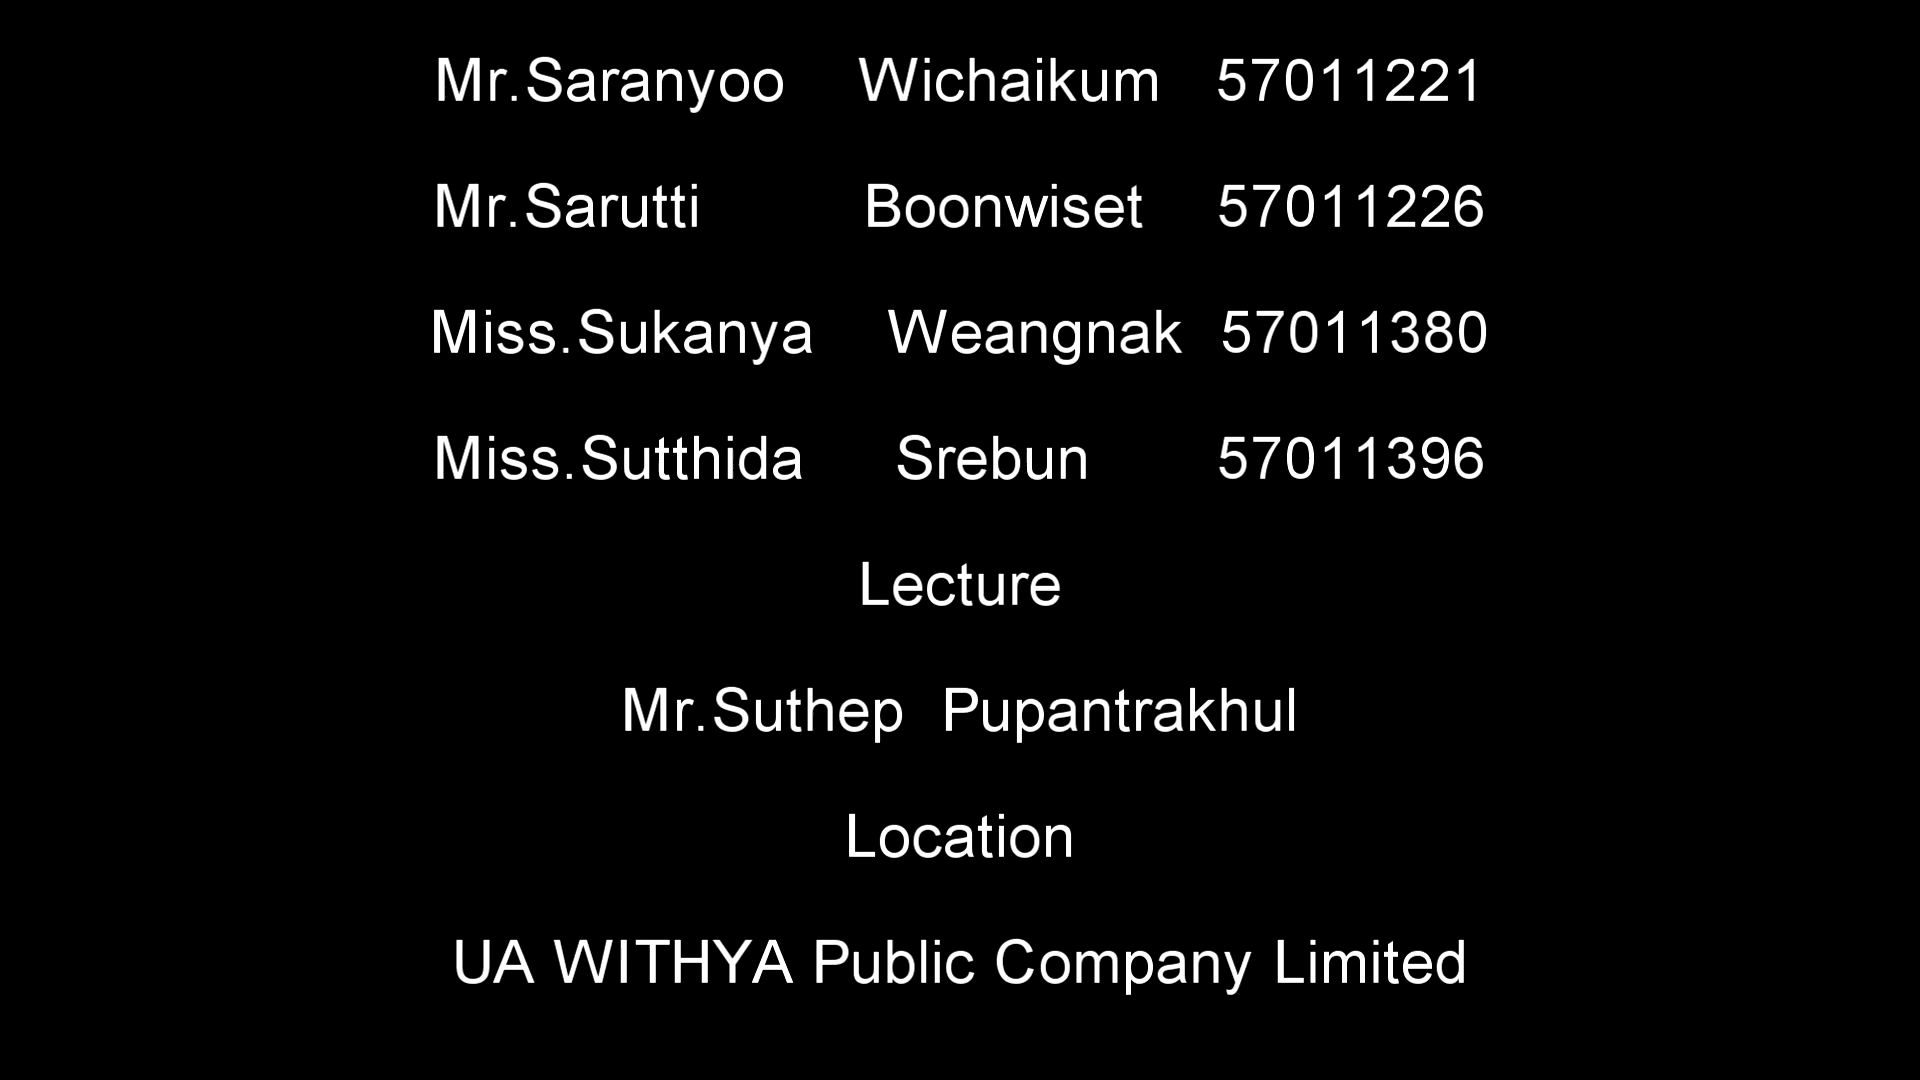 Mr.Saranyoo Wichaikum 57011221
Mr.Sarutti Boonwiset 57011226
Miss.Sukanya Weangnak 57011380
Miss.Sutthida Srebun 57011396
Lecture
Mr.Suthep Pupantrakhul
Location
UA WITHYA Public Company Limited